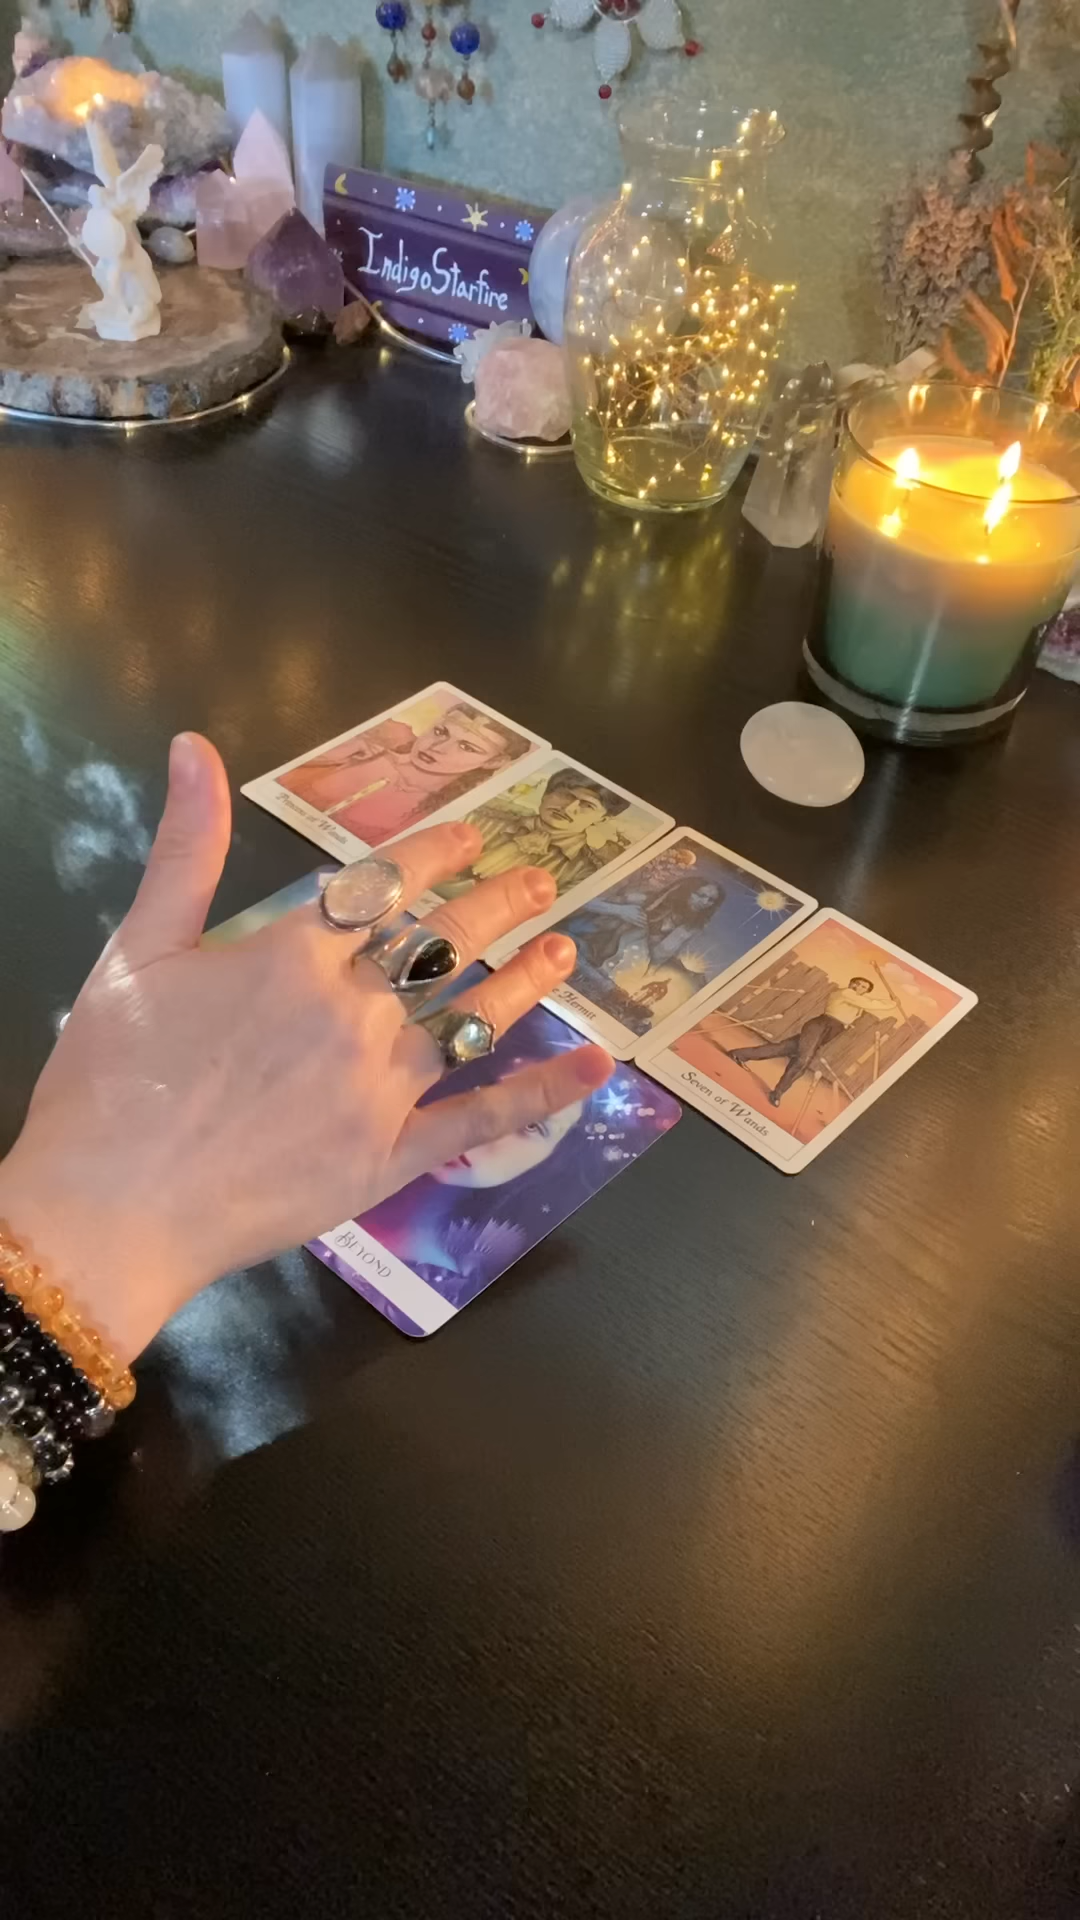 IndigoStarfire
Princess of Wands
Hermit
Seven of Wands
BEYOND